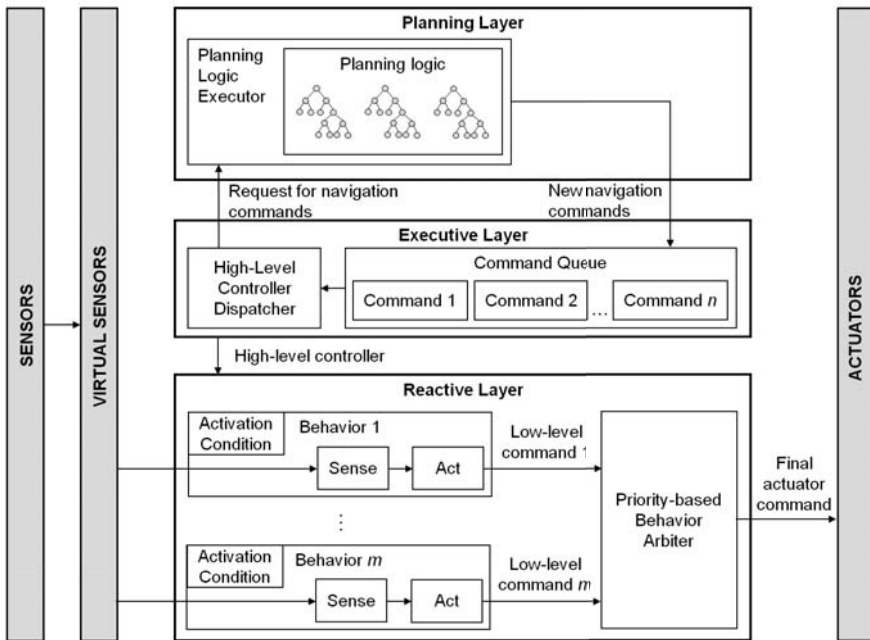 SENSORS
VIRTUAL SENSORS
Planning Layer
Planning
Logic
Executor
Planning logic
Request for navigation
commands
New navigation
commands
Executive Layer
High-Level
Controller
Dispatcher
Command Queue
Command 1
Command 2
...
Command n
High-level controller
Reactive Layer
Activation
Condition
Behavior 1
Sense
Act
Low-level
command 1
...
Activation
Condition
Behavior m
Sense
Act
Low-level
command m
Priority-based
Behavior
Arbiter
Final
actuator
command
ACTUATORS